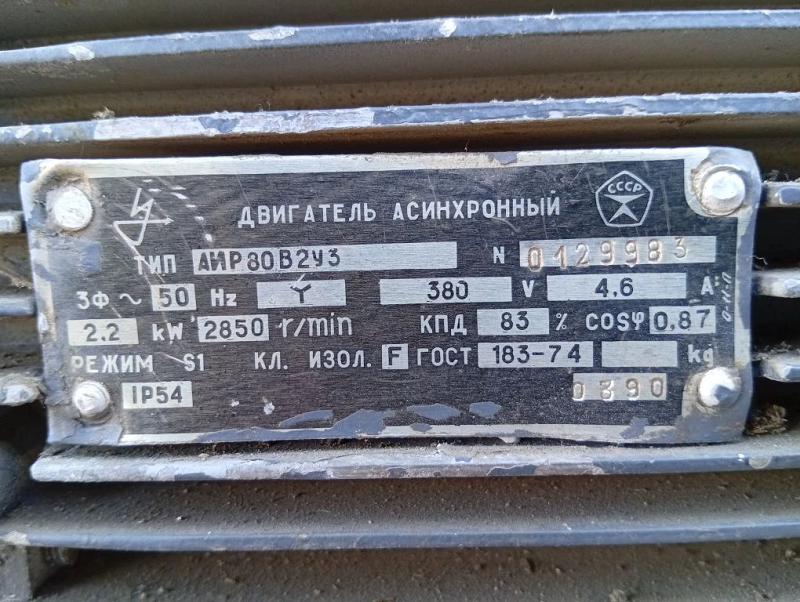 СССР
ДВИГАТЕЛЬ АСИНХРОННЫЙ
ТИП АИР80В2У3 N 0129983
3Ф ~ 50 Hz Y 380 V 4,6 A
2.2 kW 2850 r/min КПД 83 % COSφ 0,87
РЕЖИМ S1 КЛ. ИЗОЛ. F ГОСТ 183-74 kg
IP54 0390